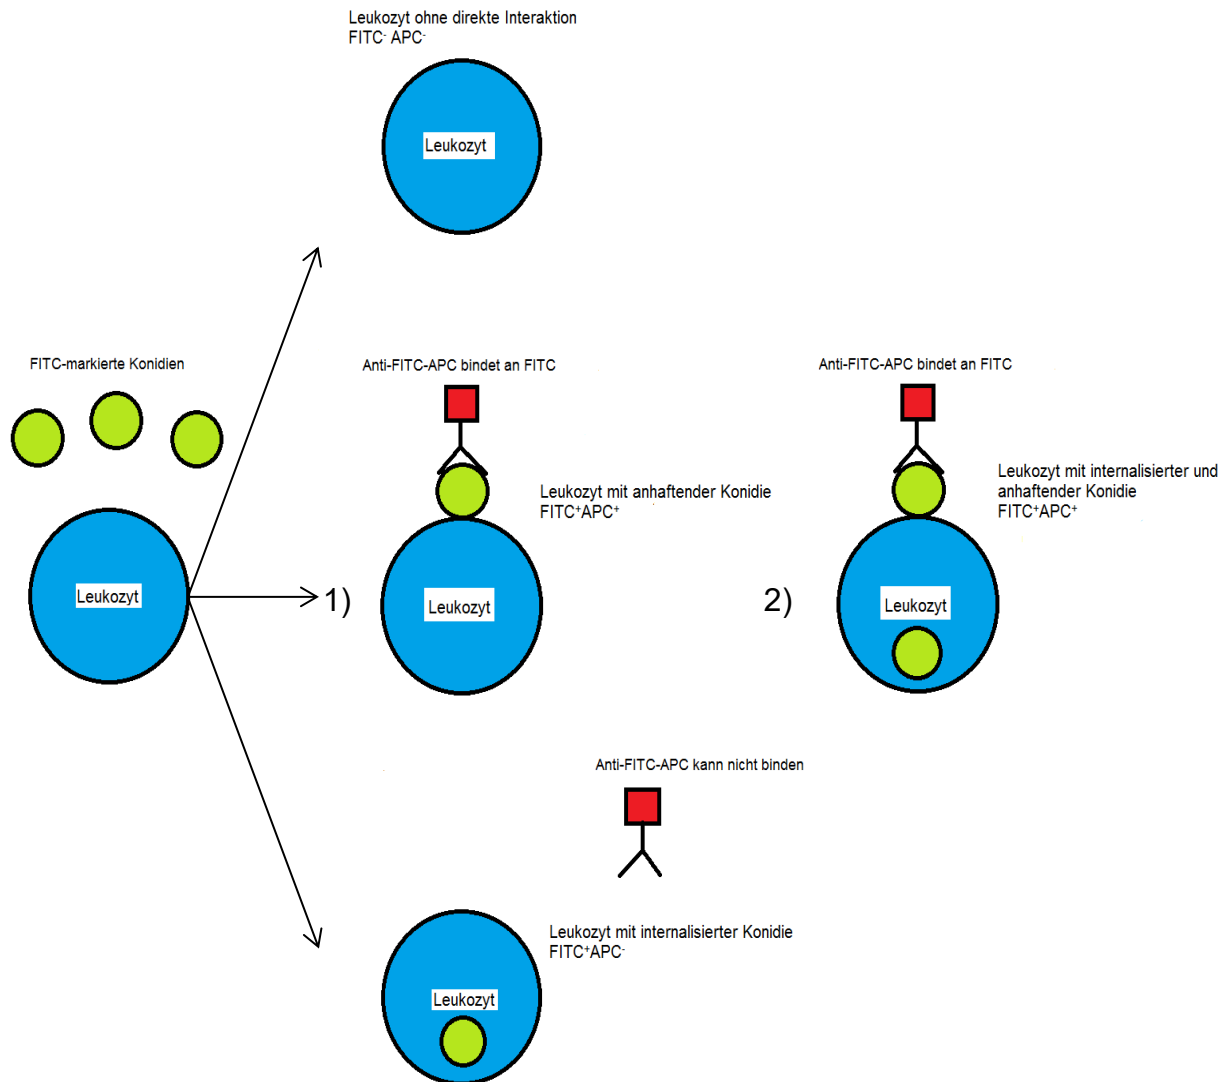 Leukozyt ohne direkte Interaktion
FITC⁻ APC⁻
Leukozyt
FITC-markierte Konidien
Leukozyt
Anti-FITC-APC bindet an FITC
Leukozyt mit anhaftender Konidie
FITC⁺APC⁺
1)
Leukozyt
Anti-FITC-APC bindet an FITC
Leukozyt mit internalisierter und
anhaftender Konidie
FITC⁺APC⁺
2)
Leukozyt
Anti-FITC-APC kann nicht binden
Leukozyt mit internalisierter Konidie
FITC⁺APC⁻
Leukozyt